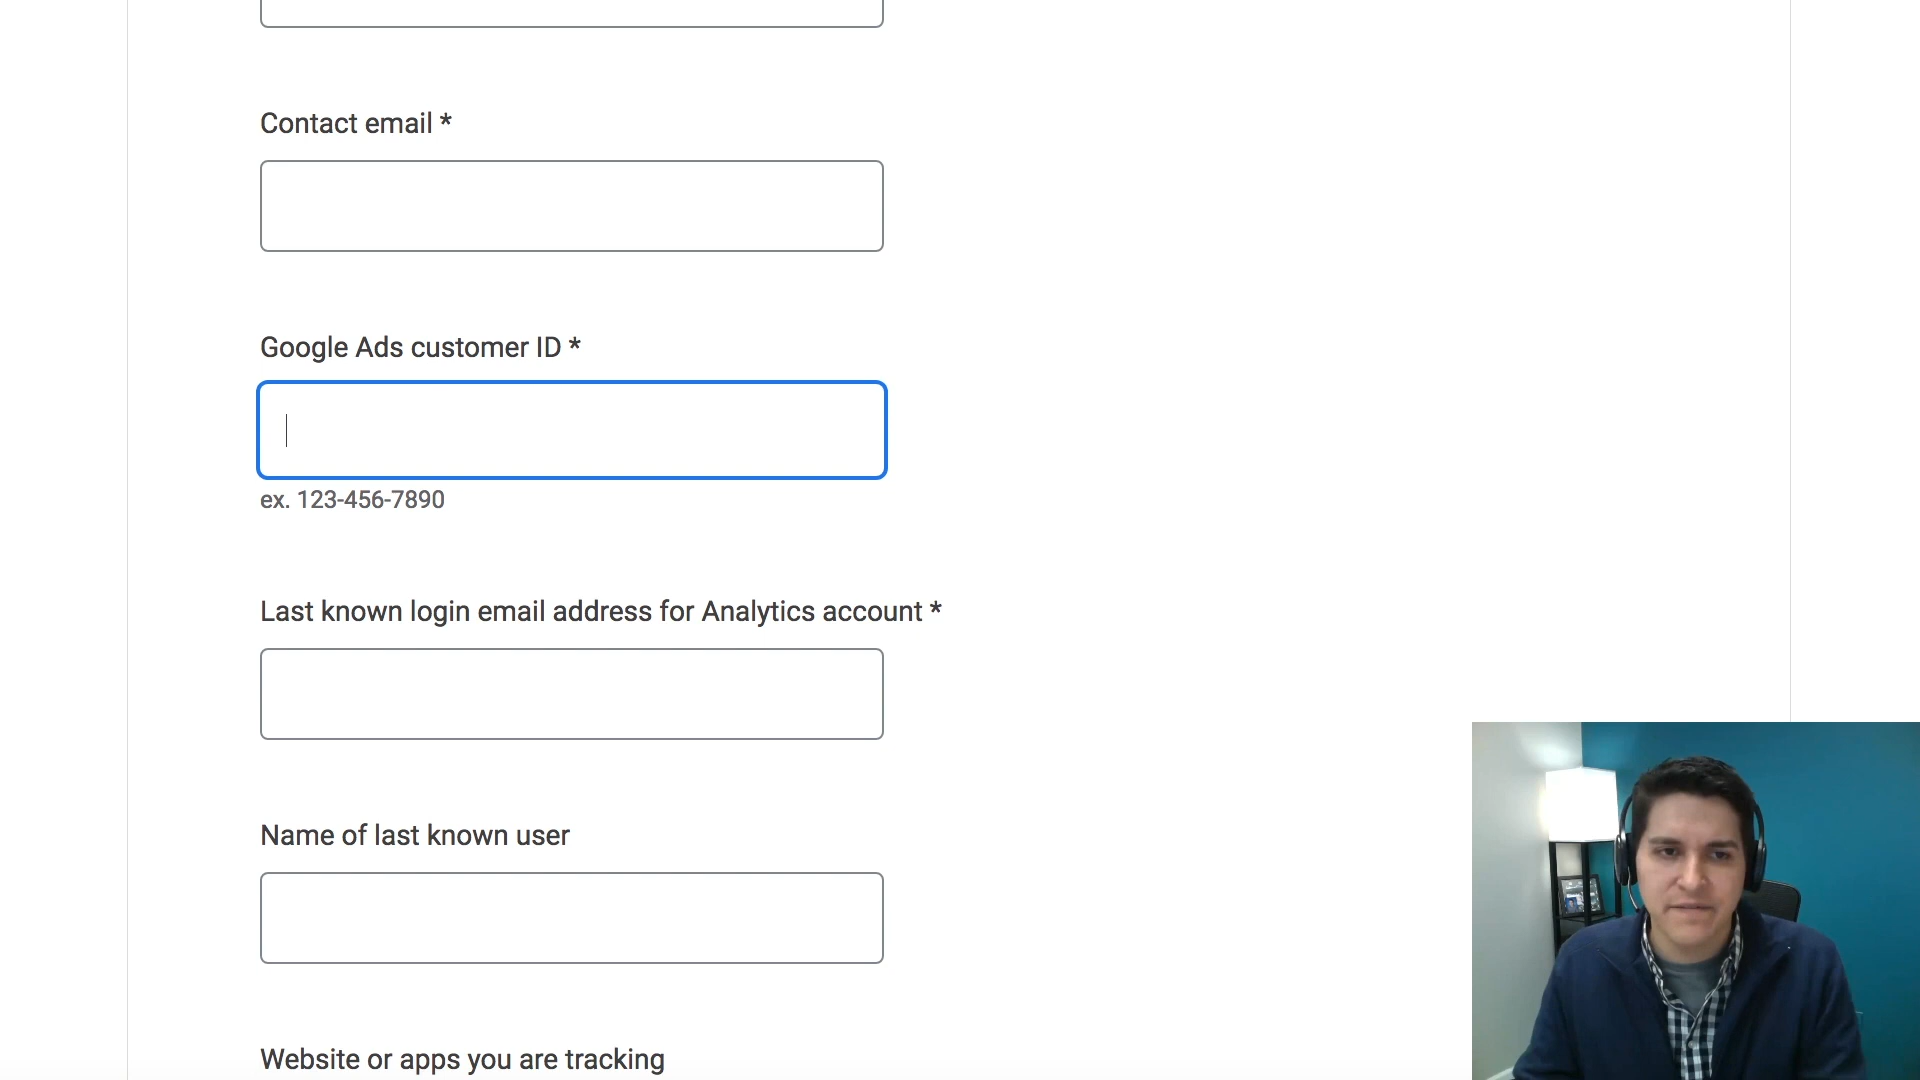 Contact email *
Google Ads customer ID *
ex. 123-456-7890
Last known login email address for Analytics account *
Name of last known user
Website or apps you are tracking